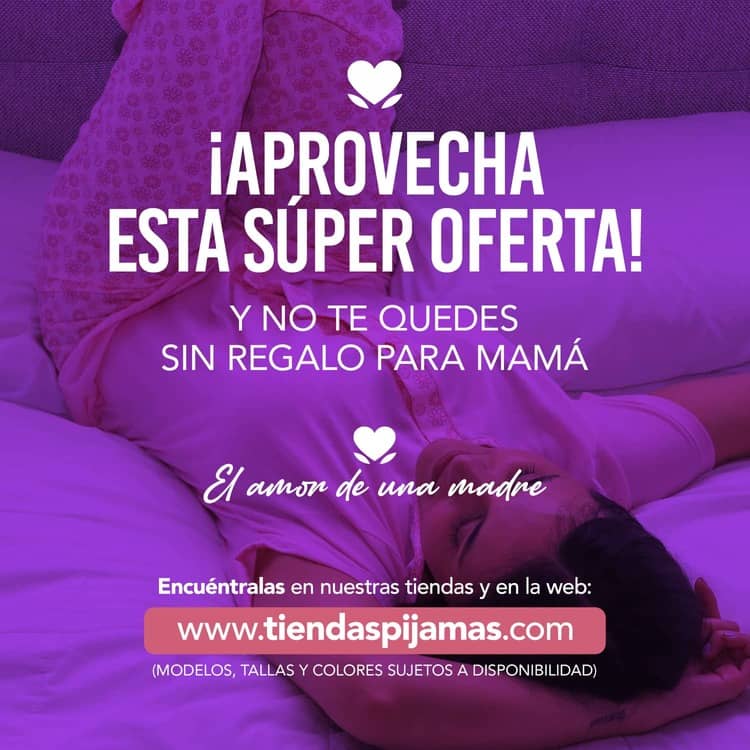 ¡APROVECHA
ESTA SÚPER OFERTA!
Y NO TE QUEDES
SIN REGALO PARA MAMÁ
El amor de una madre
Encuéntralas en nuestras tiendas y en la web:
www.tiendaspijamas.com
(MODELOS, TALLAS Y COLORES SUJETOS A DISPONIBILIDAD)